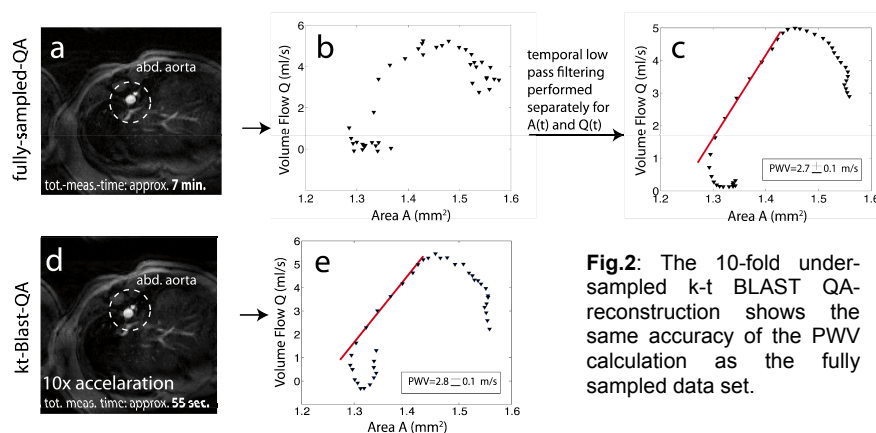 fully-sampled-QA
a
abd. aorta
tot.-meas.-time: approx. 7 min.
b
Volume Flow Q (ml/s)
6
5
4
3
2
1
0
1.2
1.3
1.4
1.5
1.6
Area A (mm²)
temporal low
pass filtering
performed
separately for
A(t) and Q(t)
c
Volume Flow Q (ml/s)
5
4
3
2
1
0
PWV=2.7 ± 0.1 m/s
1.2
1.3
1.4
1.5
1.6
Area A (mm²)
kt-Blast-QA
d
abd. aorta
10x accelaration
tot. meas. time: approx. 55 sec.
e
Volume Flow Q (ml/s)
6
5
4
3
2
1
0
PWV=2.8 — 0.1 m/s
1.2
1.3
1.4
1.5
1.6
Area A (mm²)
Fig.2: The 10-fold under-
sampled k-t BLAST QA-
reconstruction shows the
same accuracy of the PWV
calculation as the fully
sampled data set.